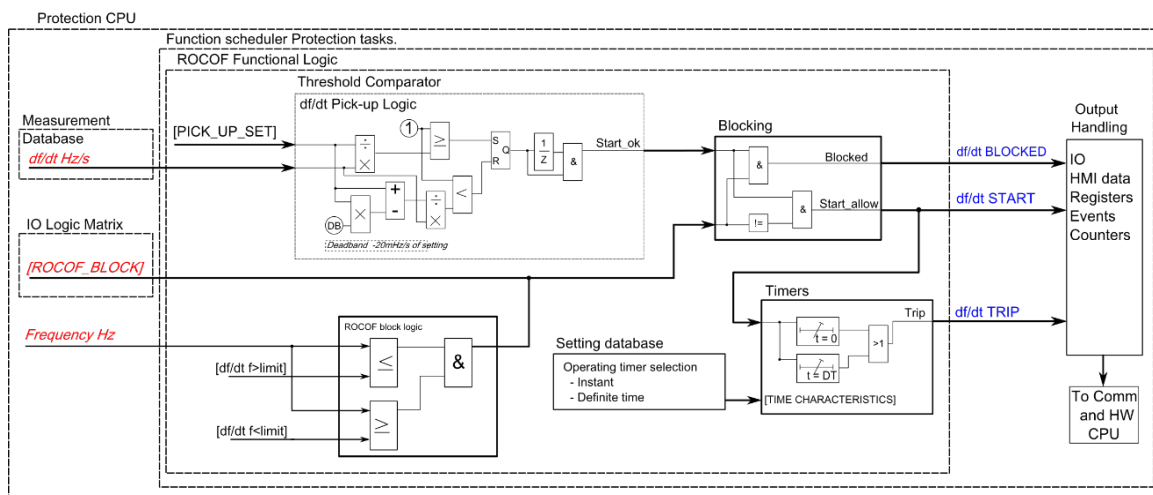 Protection CPU
Function scheduler Protection tasks.
ROCOF Functional Logic
Threshold Comparator
df/dt Pick-up Logic
Measurement
Database
df/dt Hz/s
[PICK_UP_SET]
1
÷
×
≥
S
R
Q
1
Z
&
Start_ok
+
-
×
÷
×
<
DB
Deadband -20mHz/s of setting
Blocking
&
Blocked
&
Start_allow
!=
df/dt BLOCKED
df/dt START
Output
Handling
IO
HMI data
Registers
Events
Counters
IO Logic Matrix
[ROCOF_BLOCK]
Frequency Hz
ROCOF block logic
≤
&
≥
[df/dt f>limit]
[df/dt f<limit]
Setting database
Operating timer selection
- Instant
- Definite time
Timers
t=0
t = DT
>1
Trip
[TIME CHARACTERISTICS]
df/dt TRIP
To Comm
and HW
CPU